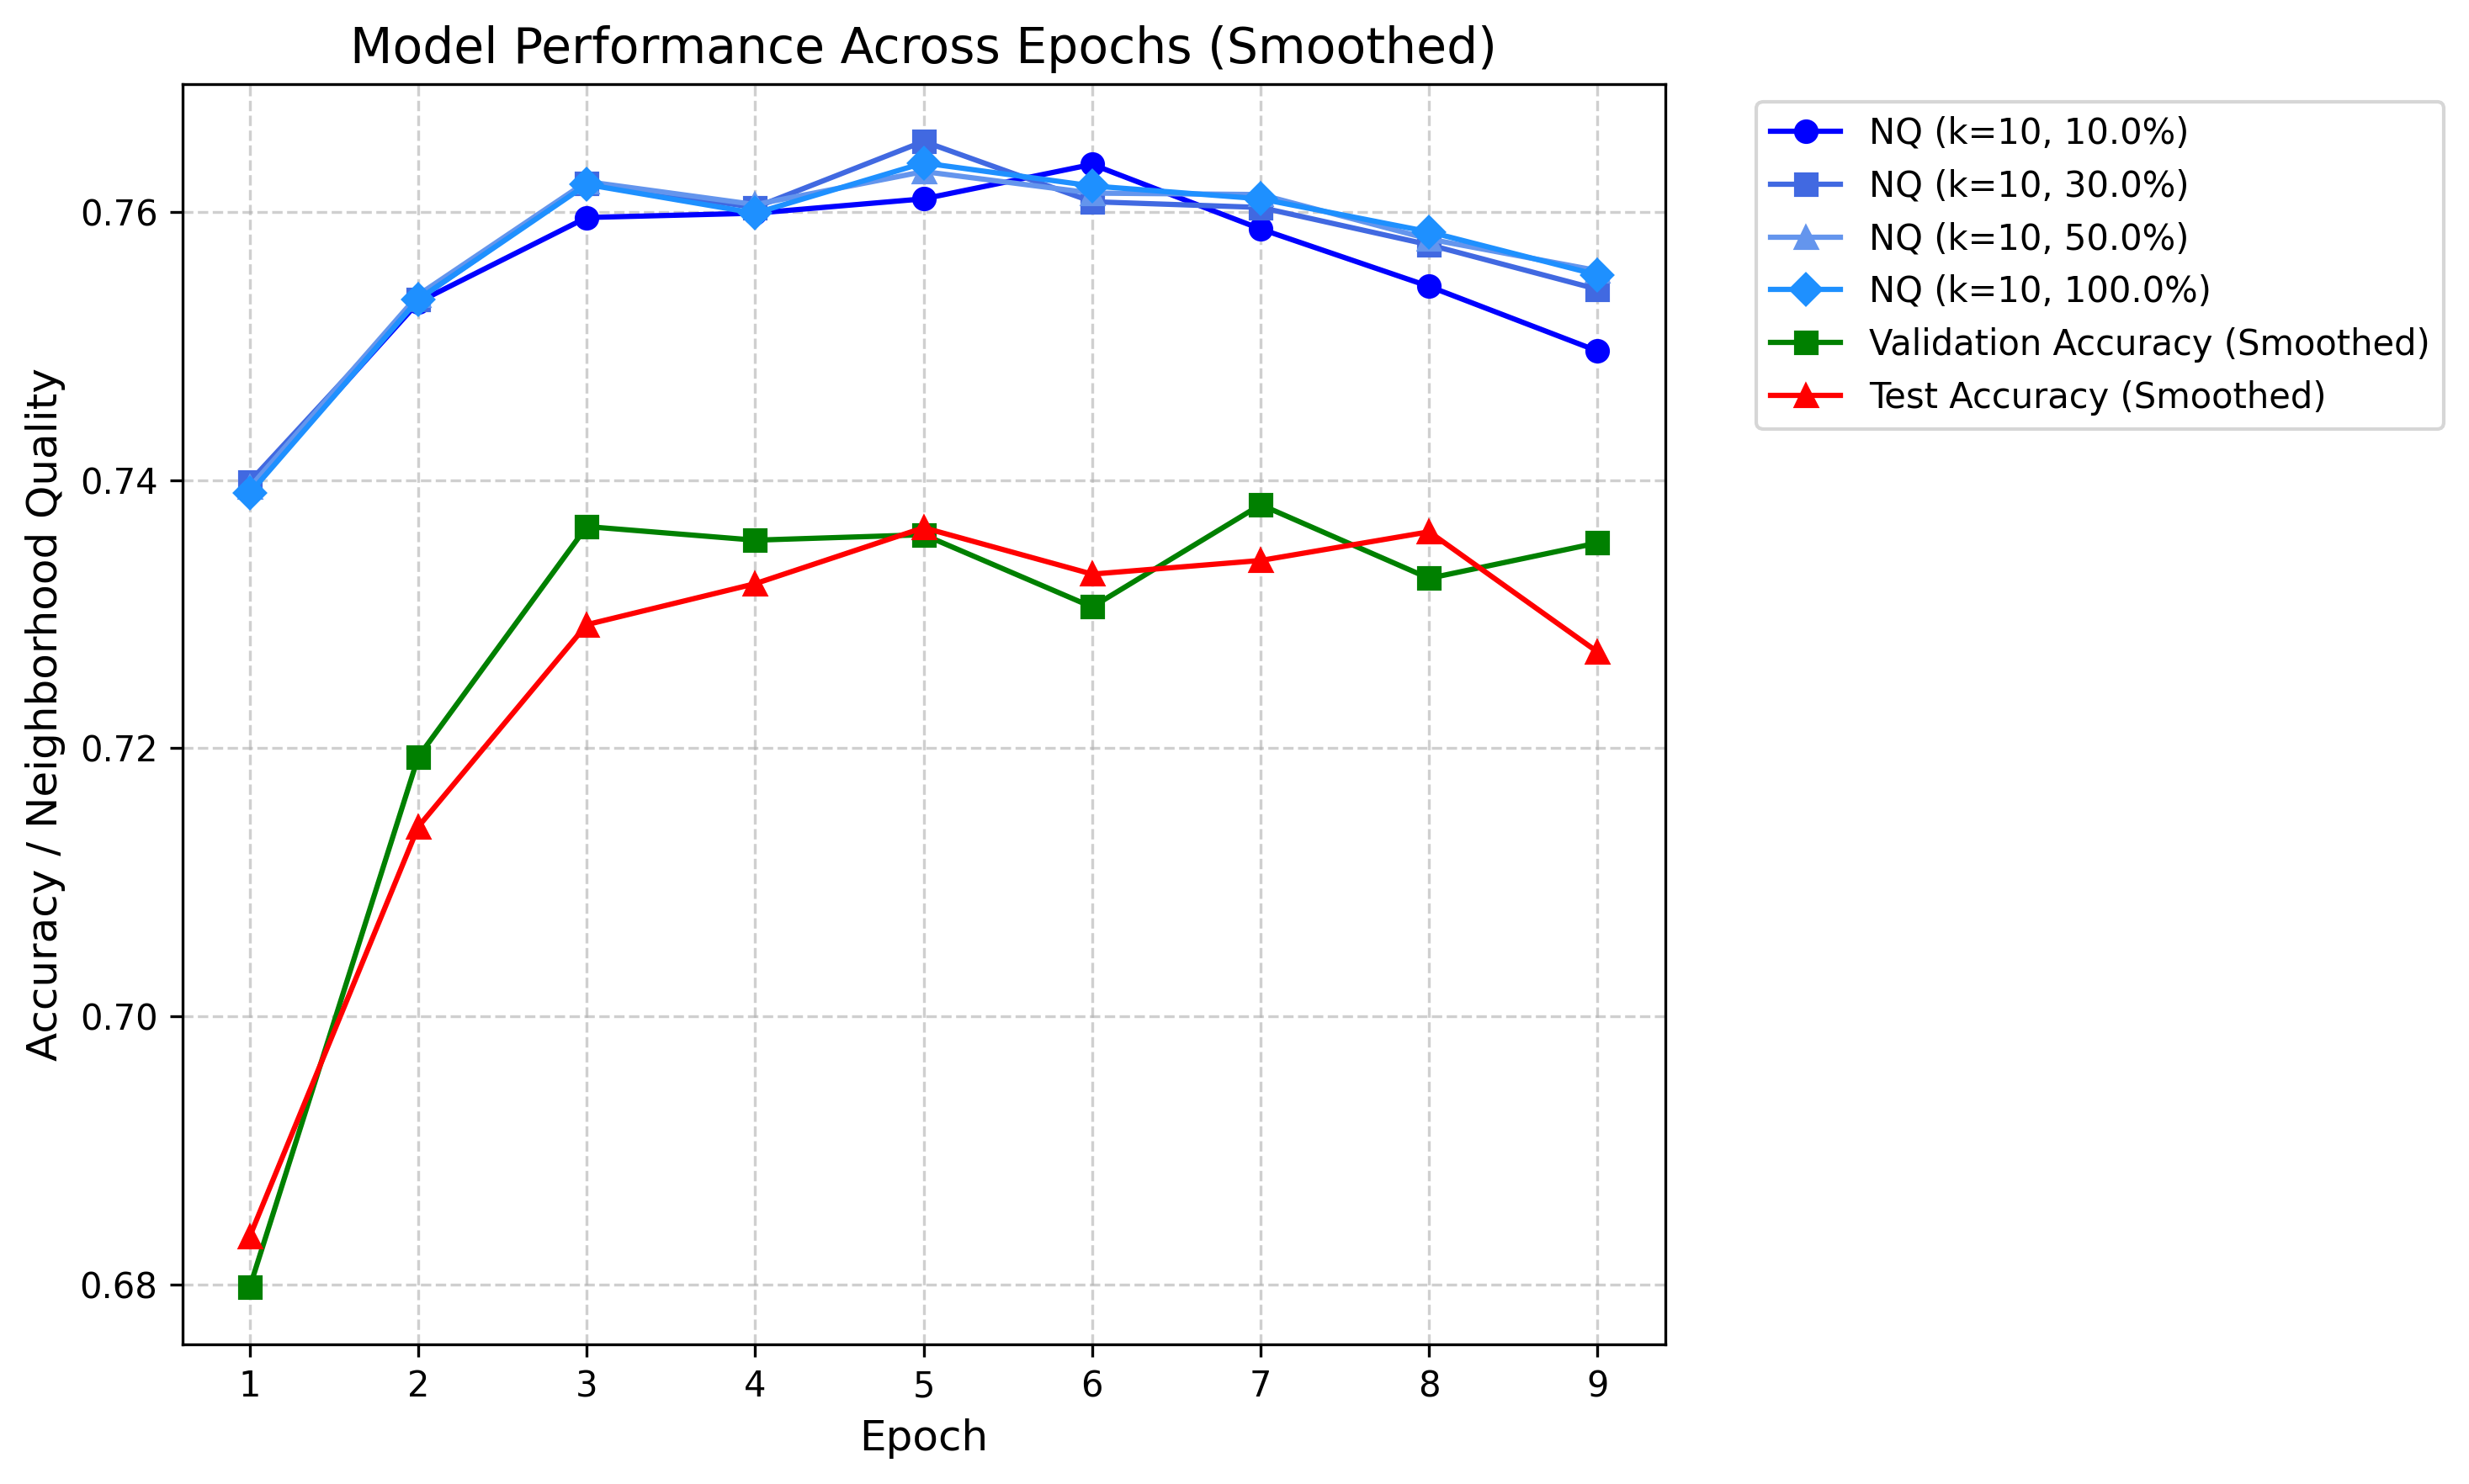 Model Performance Across Epochs (Smoothed)
Accuracy / Neighborhood Quality
0.76
0.74
0.72
0.70
0.68
1 2 3 4 5 6 7 8 9
Epoch
NQ (k=10, 10.0%)
NQ (k=10, 30.0%)
NQ (k=10, 50.0%)
NQ (k=10, 100.0%)
Validation Accuracy (Smoothed)
Test Accuracy (Smoothed)